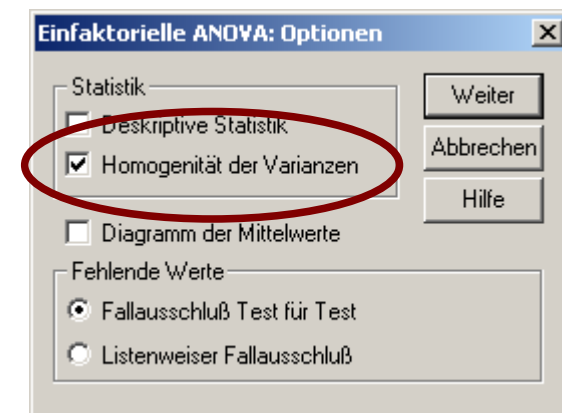 Einfaktorielle ANOVA: Optionen
Statistik
Deskriptive Statistik
Homogenität der Varianzen
Diagramm der Mittelwerte
Fehlende Werte
Fallausschluß Test für Test
Listenweiser Fallausschluß
Weiter
Abbrechen
Hilfe